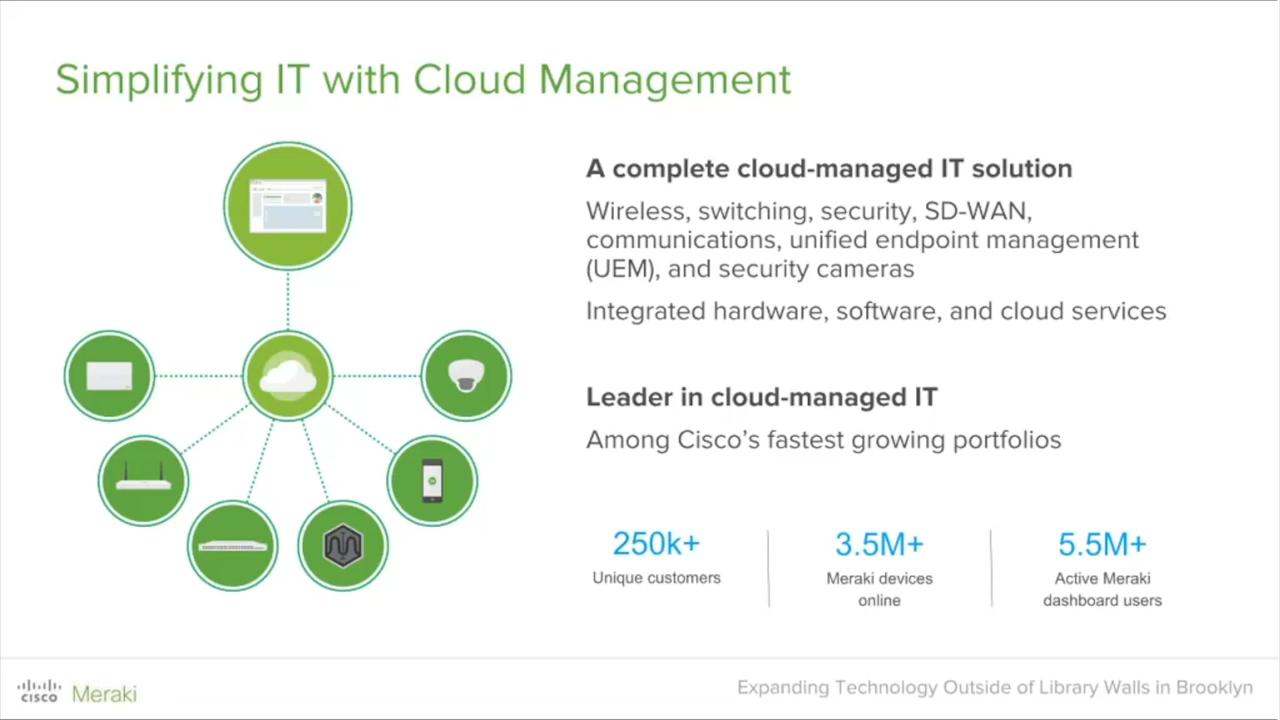 Simplifying IT with Cloud Management
A complete cloud-managed IT solution
Wireless, switching, security, SD-WAN,
communications, unified endpoint management
(UEM), and security cameras
Integrated hardware, software, and cloud services
Leader in cloud-managed IT
Among Cisco's fastest growing portfolios
250k+
Unique customers
3.5M+
Meraki devices
online
5.5M+
Active Meraki
dashboard users
CISCO Meraki
Expanding Technology Outside of Library Walls in Brooklyn